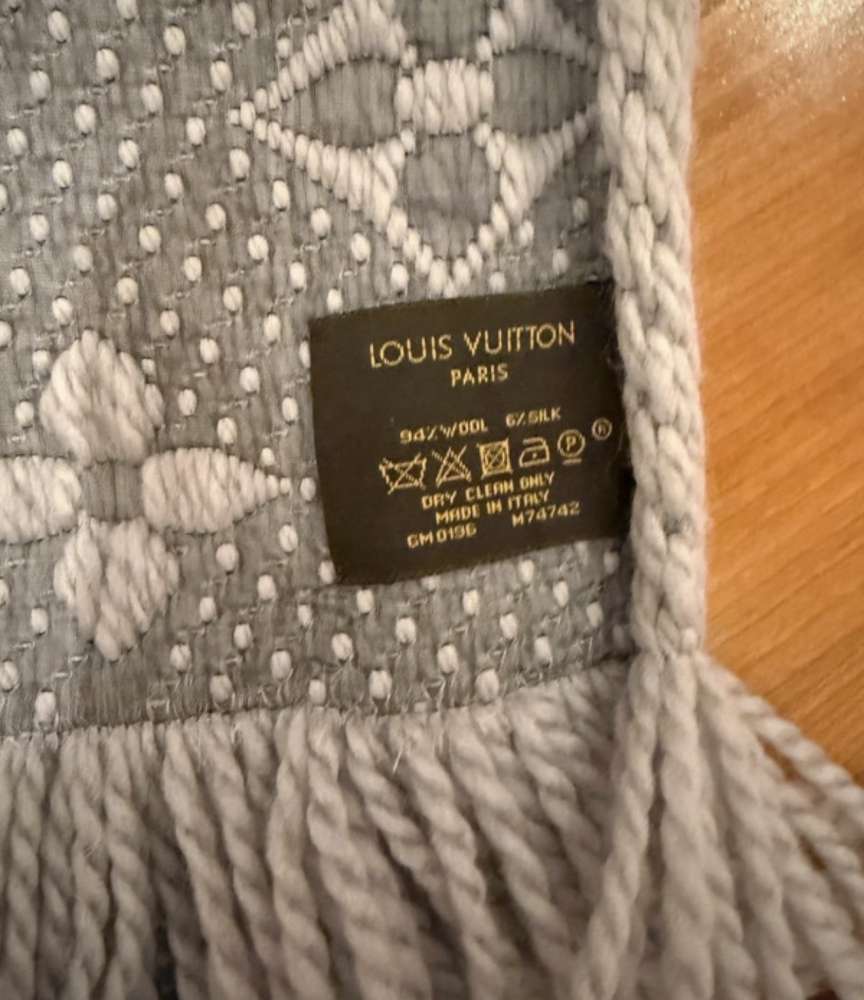 LOUIS VUITTON
PARIS
94% WOOL 6% SILK
P ®
DRY CLEAN ONLY
MADE IN ITALY
GM0196 M74742